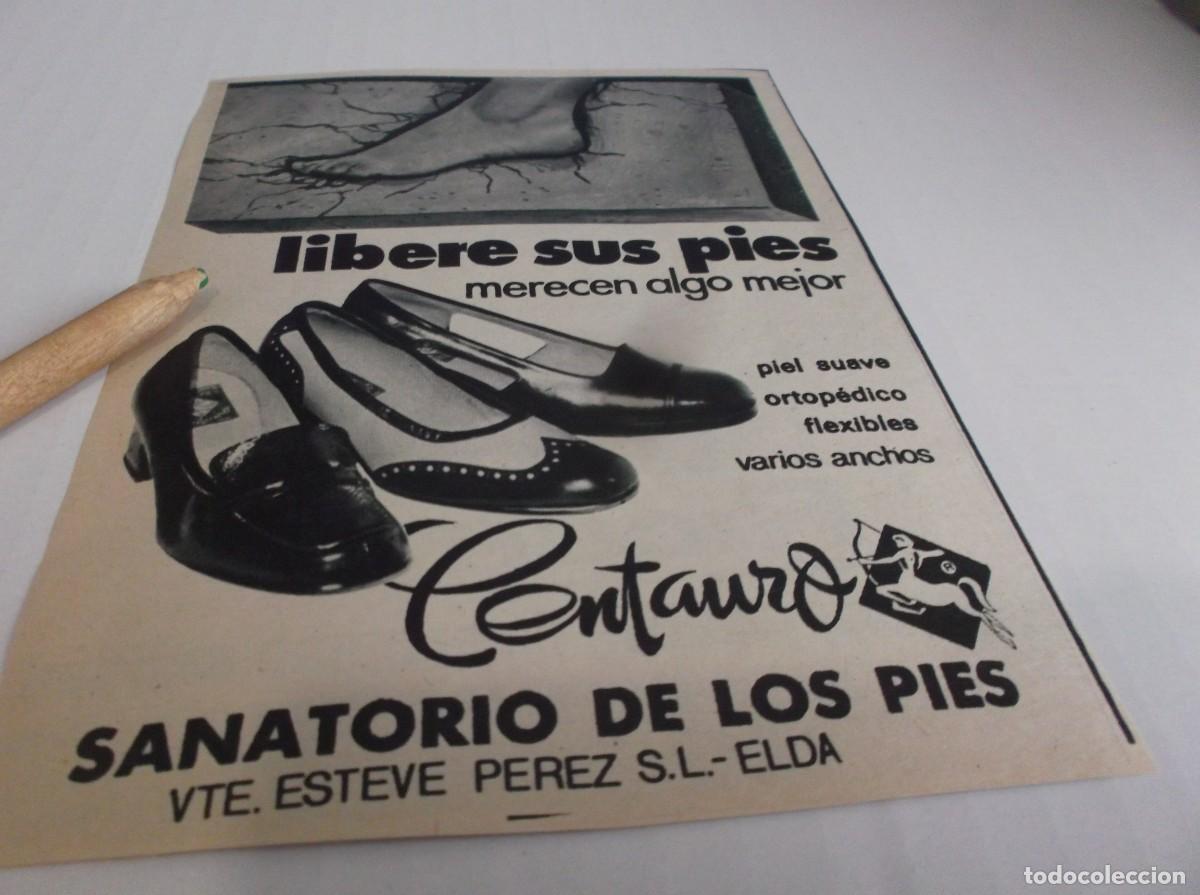 libere sus pies
merecen algo mejor
piel suave
ortopédico
flexibles
varios anchos
Centauro
®
SANATORIO DE LOS PIES
VTE. ESTEVE PEREZ S.L.-ELDA
todocoleccion